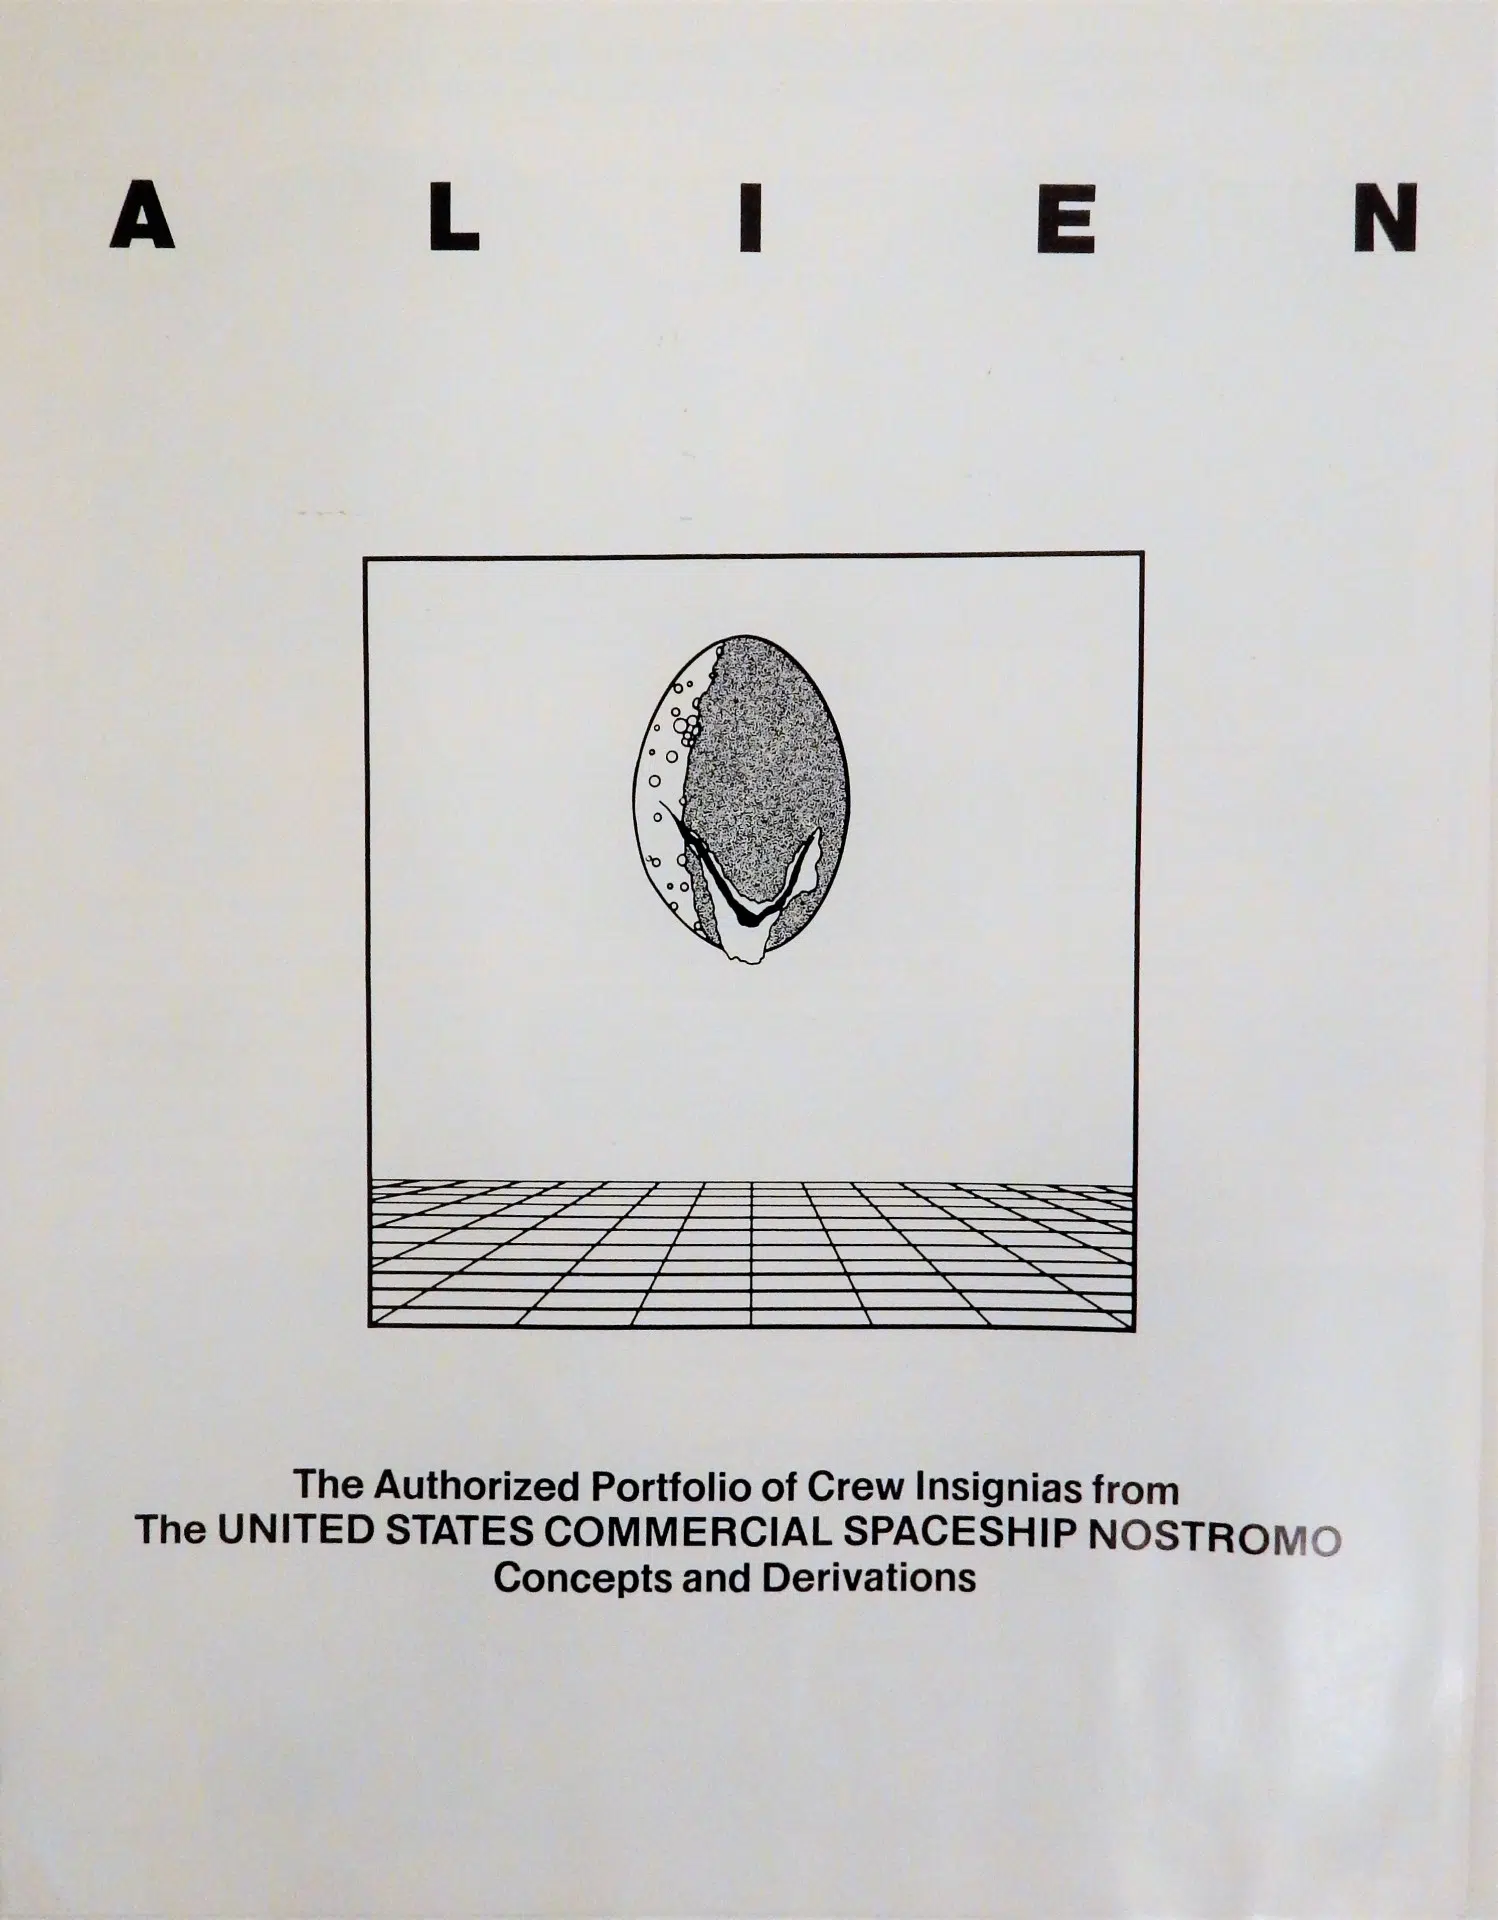 A L I E N
The Authorized Portfolio of Crew Insignias from
The UNITED STATES COMMERCIAL SPACESHIP NOSTROMO
Concepts and Derivations